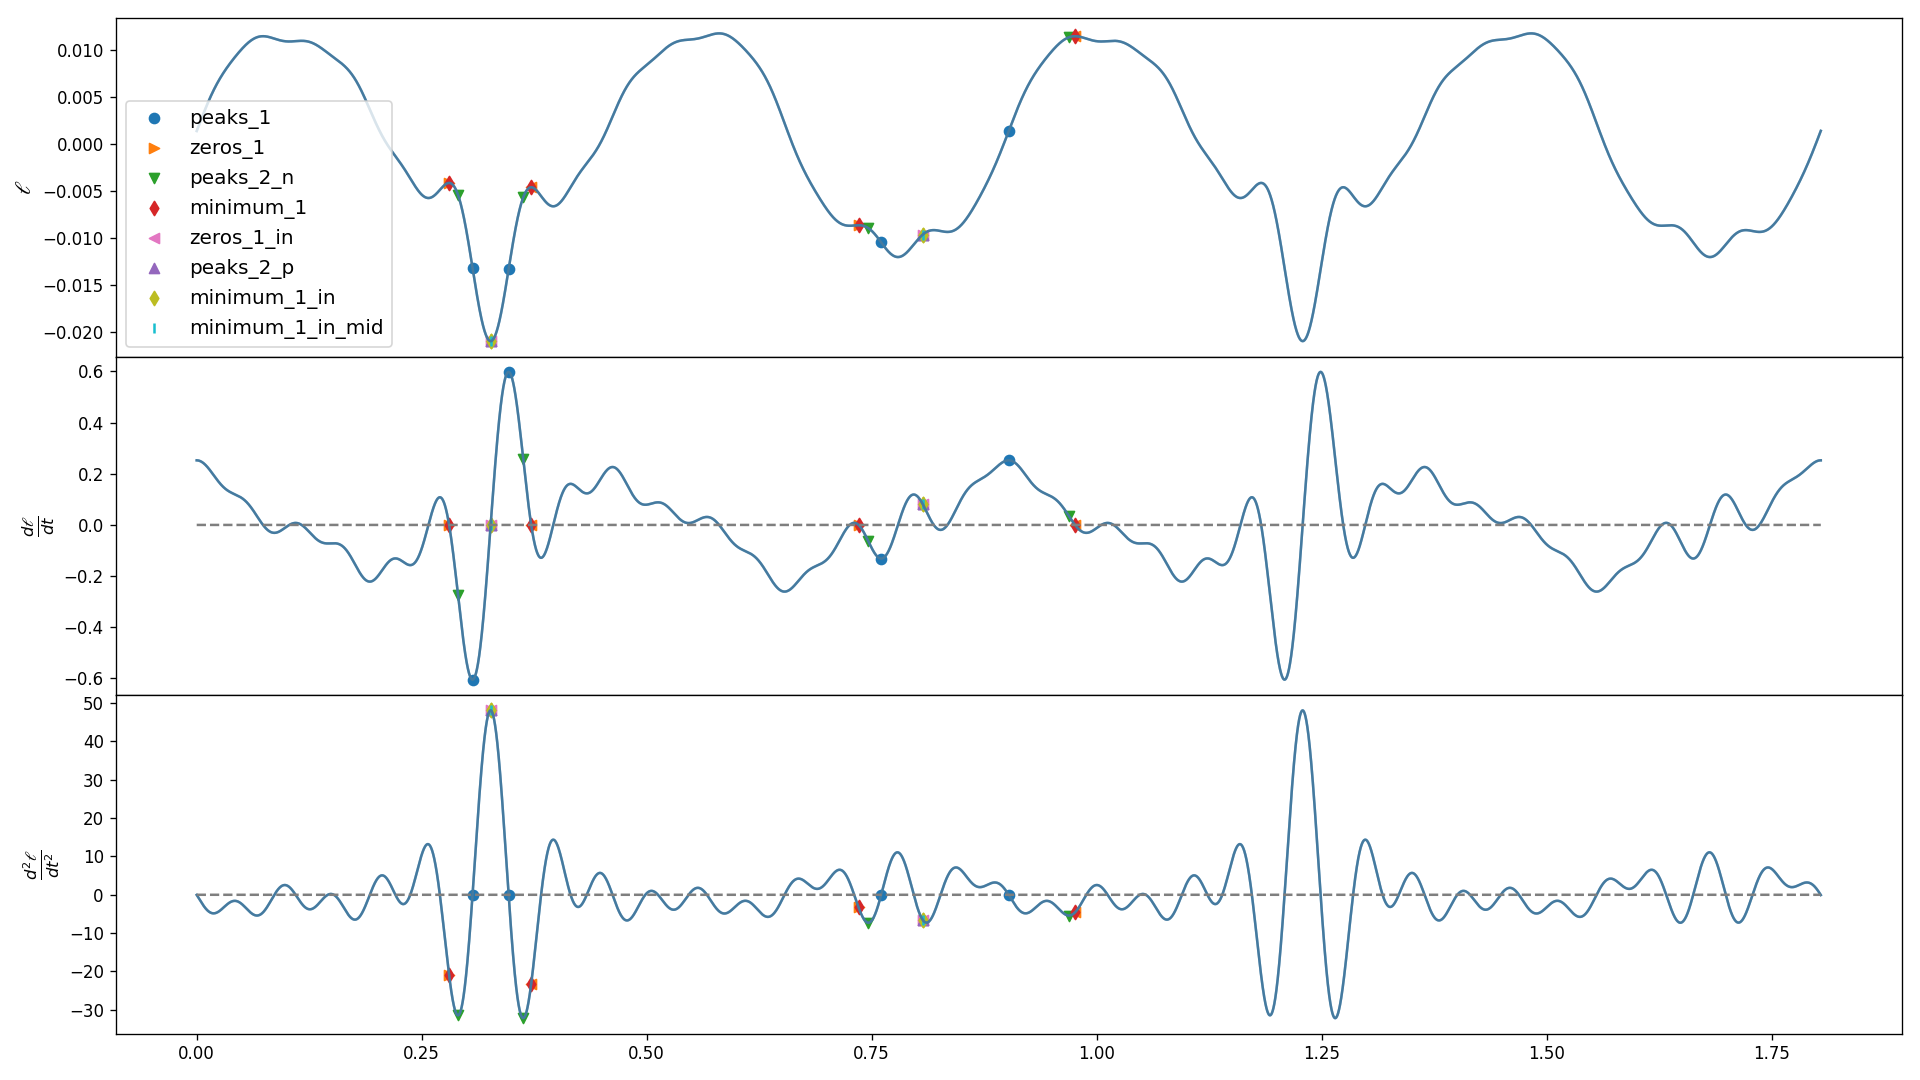 0.010
0.005
0.000
−0.005
−0.010
−0.015
−0.020
ℓ
peaks_1
zeros_1
peaks_2_n
minimum_1
zeros_1_in
peaks_2_p
minimum_1_in
minimum_1_in_mid
0.6
0.4
0.2
0.0
−0.2
−0.4
−0.6
dℓ
dt
50
40
30
20
10
0
−10
−20
−30
d²ℓ
dt²
0.00 0.25 0.50 0.75 1.00 1.25 1.50 1.75